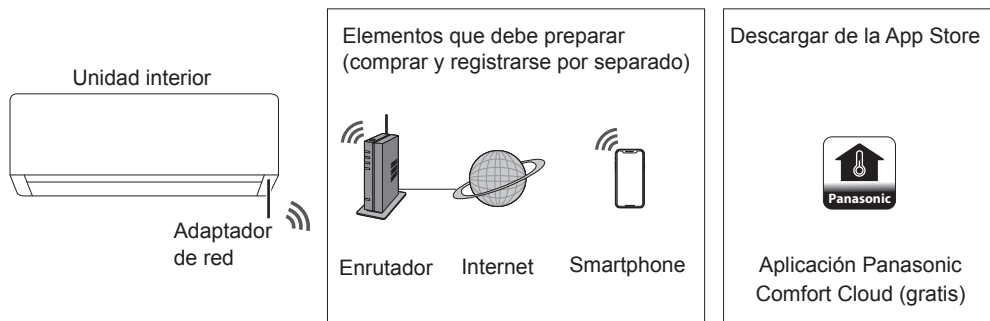 Unidad interior
Adaptador
de red
Elementos que debe preparar
(comprar y registrarse por separado)
Enrutador
Internet
Smartphone
Descargar de la App Store
Panasonic
Aplicación Panasonic
Comfort Cloud (gratis)